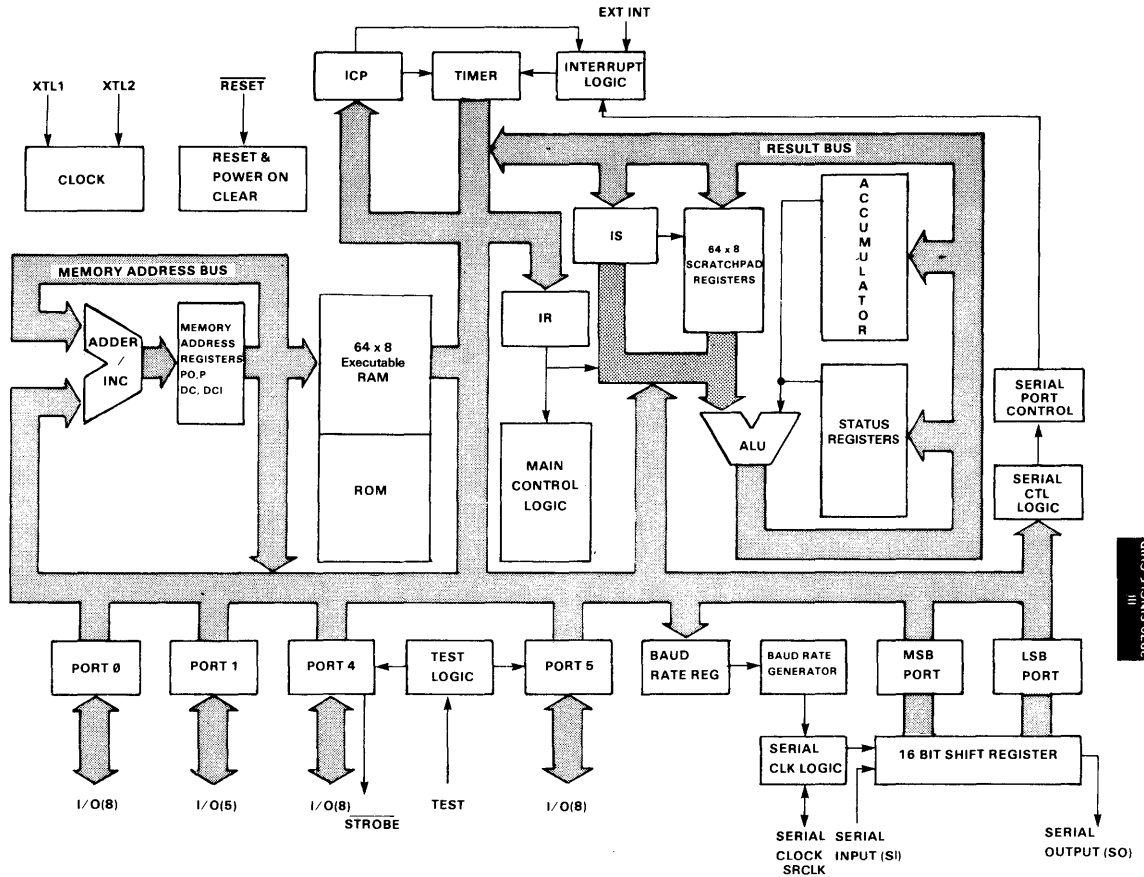 EXT INT
ICP
TIMER
INTERRUPT
LOGIC
XTL1
XTL2
RESET
CLOCK
RESET &
POWER ON
CLEAR
RESULT BUS
ACCUMULATOR
IS
64 x 8
SCRATCHPAD
REGISTERS
MEMORY ADDRESS BUS
ADDER
/
INC
MEMORY
ADDRESS
REGISTERS
PO.P
DC, DCI
64 x 8
Executable
RAM
ROM
IR
MAIN
CONTROL
LOGIC
ALU
STATUS
REGISTERS
SERIAL
PORT
CONTROL
SERIAL
CTL
LOGIC
III
PORT Ø
PORT 1
PORT 4
TEST
LOGIC
PORT 5
BAUD
RATE REG
BAUD RATE
GENERATOR
MSB
PORT
LSB
PORT
SERIAL
CLK LOGIC
16 BIT SHIFT REGISTER
I/O(8)
I/O(5)
I/O(8)
STROBE
TEST
I/O(8)
SERIAL
CLOCK
SRCLK
SERIAL
INPUT (SI)
SERIAL
OUTPUT (SO)